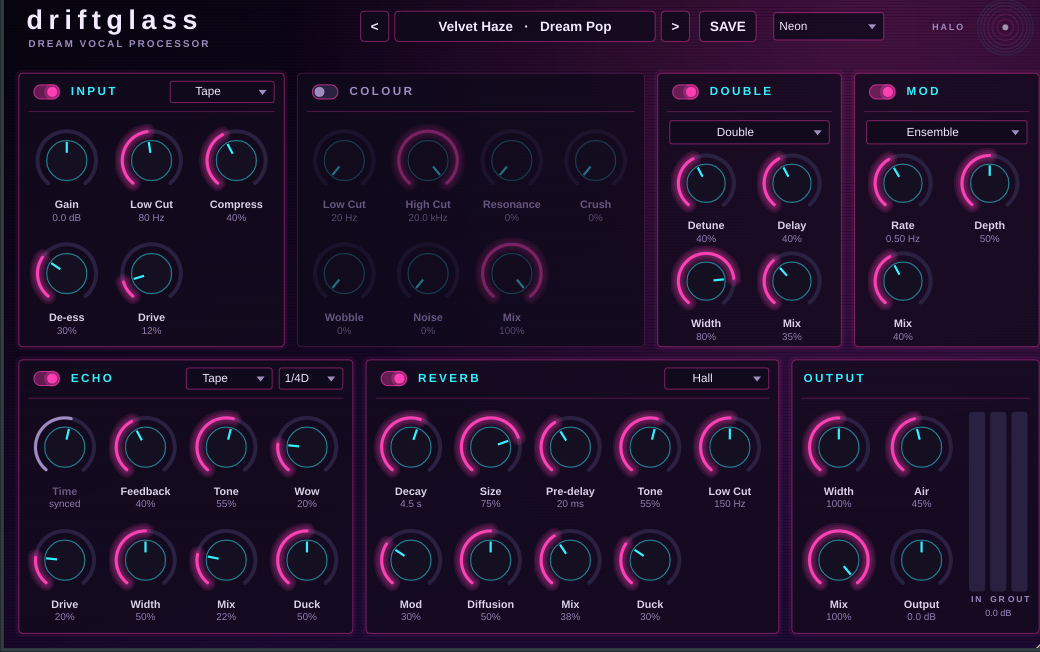 driftglass
DREAM VOCAL PROCESSOR
< Velvet Haze · Dream Pop > SAVE Neon HALO
INPUT Tape
Gain Low Cut Compress
0.0 dB 80 Hz 40%
De-ess Drive
30% 12%
COLOUR
Low Cut High Cut Resonance Crush
20 Hz 20.0 kHz 0% 0%
Wobble Noise Mix
0% 0% 100%
DOUBLE
Double
Detune Delay
40% 40%
Width Mix
80% 35%
MOD
Ensemble
Rate Depth
0.50 Hz 50%
Mix
40%
ECHO Tape 1/4D
Time Feedback Tone Wow
synced 40% 55% 20%
Drive Width Mix Duck
20% 50% 22% 50%
REVERB Hall
Decay Size Pre-delay Tone Low Cut
4.5 s 75% 20 ms 55% 150 Hz
Mod Diffusion Mix Duck
30% 50% 38% 30%
OUTPUT
Width Air
100% 45%
Mix Output
100% 0.0 dB
IN GR OUT
0.0 dB